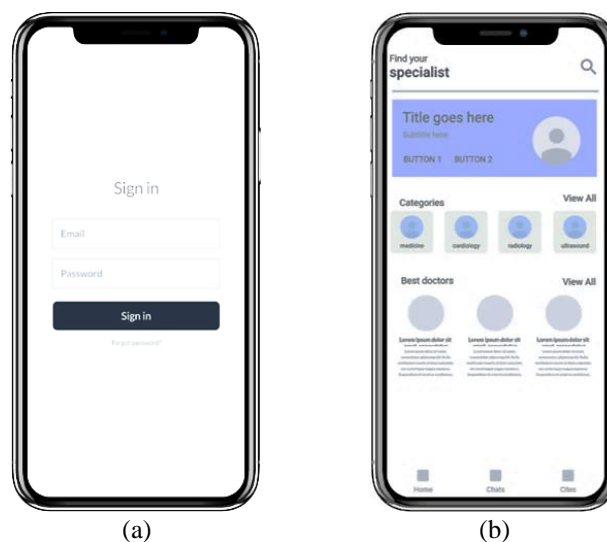 Sign in
Email
Password
Sign in
Forgot password?
(a)
Find your
specialist
Title goes here
Subtitle here
BUTTON 1 BUTTON 2
Categories View All
medicine cardiology radiology ultrasound
Best doctors View All
Lorem ipsum dolor sit Lorem ipsum dolor sit Lorem ipsum dolor sit
Home Chats Cites
(b)